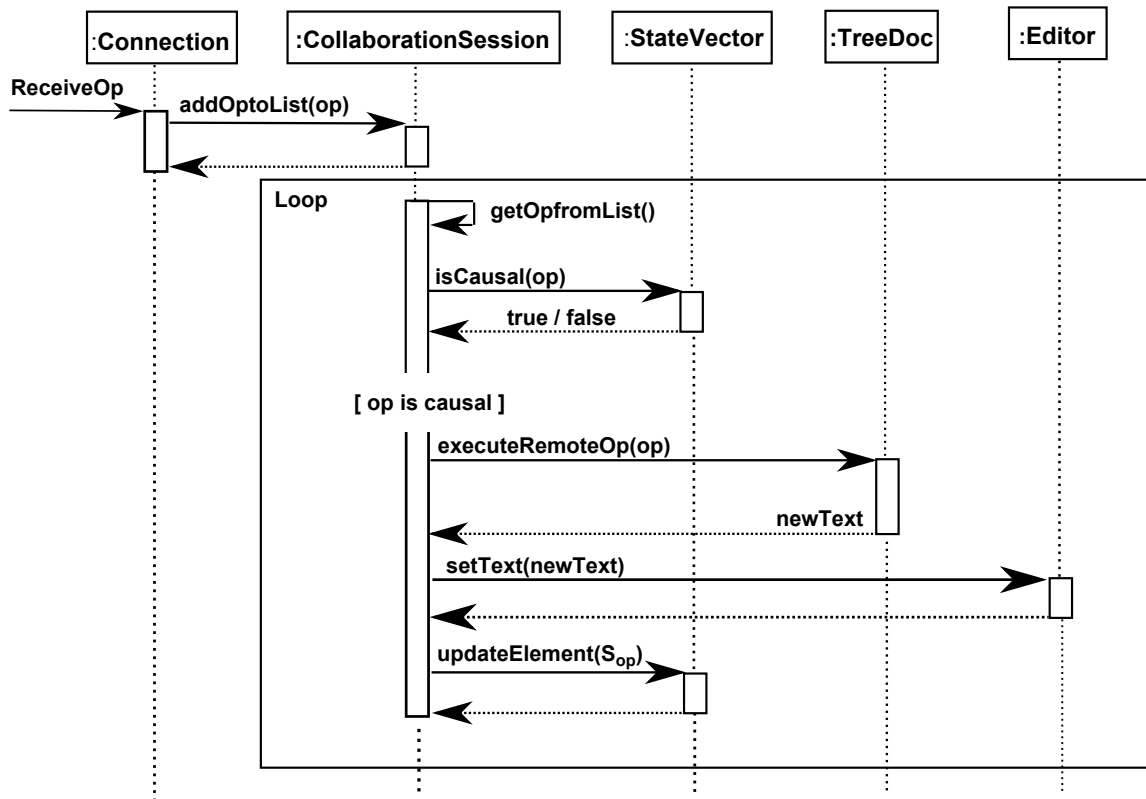 :Connection
:CollaborationSession
:StateVector
:TreeDoc
:Editor
ReceiveOp
addOptoList(op)
Loop
getOpfromList()
isCausal(op)
true / false
[ op is causal ]
executeRemoteOp(op)
newText
setText(newText)
updateElement(Sop)